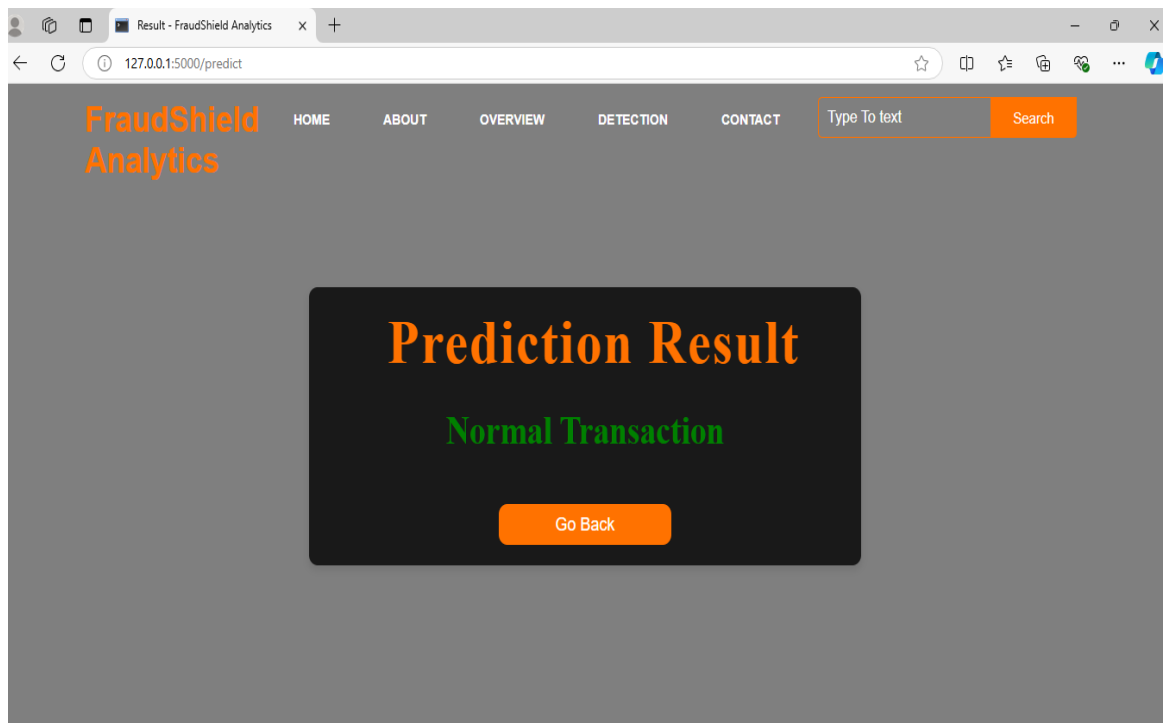 Result - FraudShield Analytics
127.0.0.1:5000/predict
FraudShield
Analytics
HOME ABOUT OVERVIEW DETECTION CONTACT Type To text Search
Prediction Result
Normal Transaction
Go Back